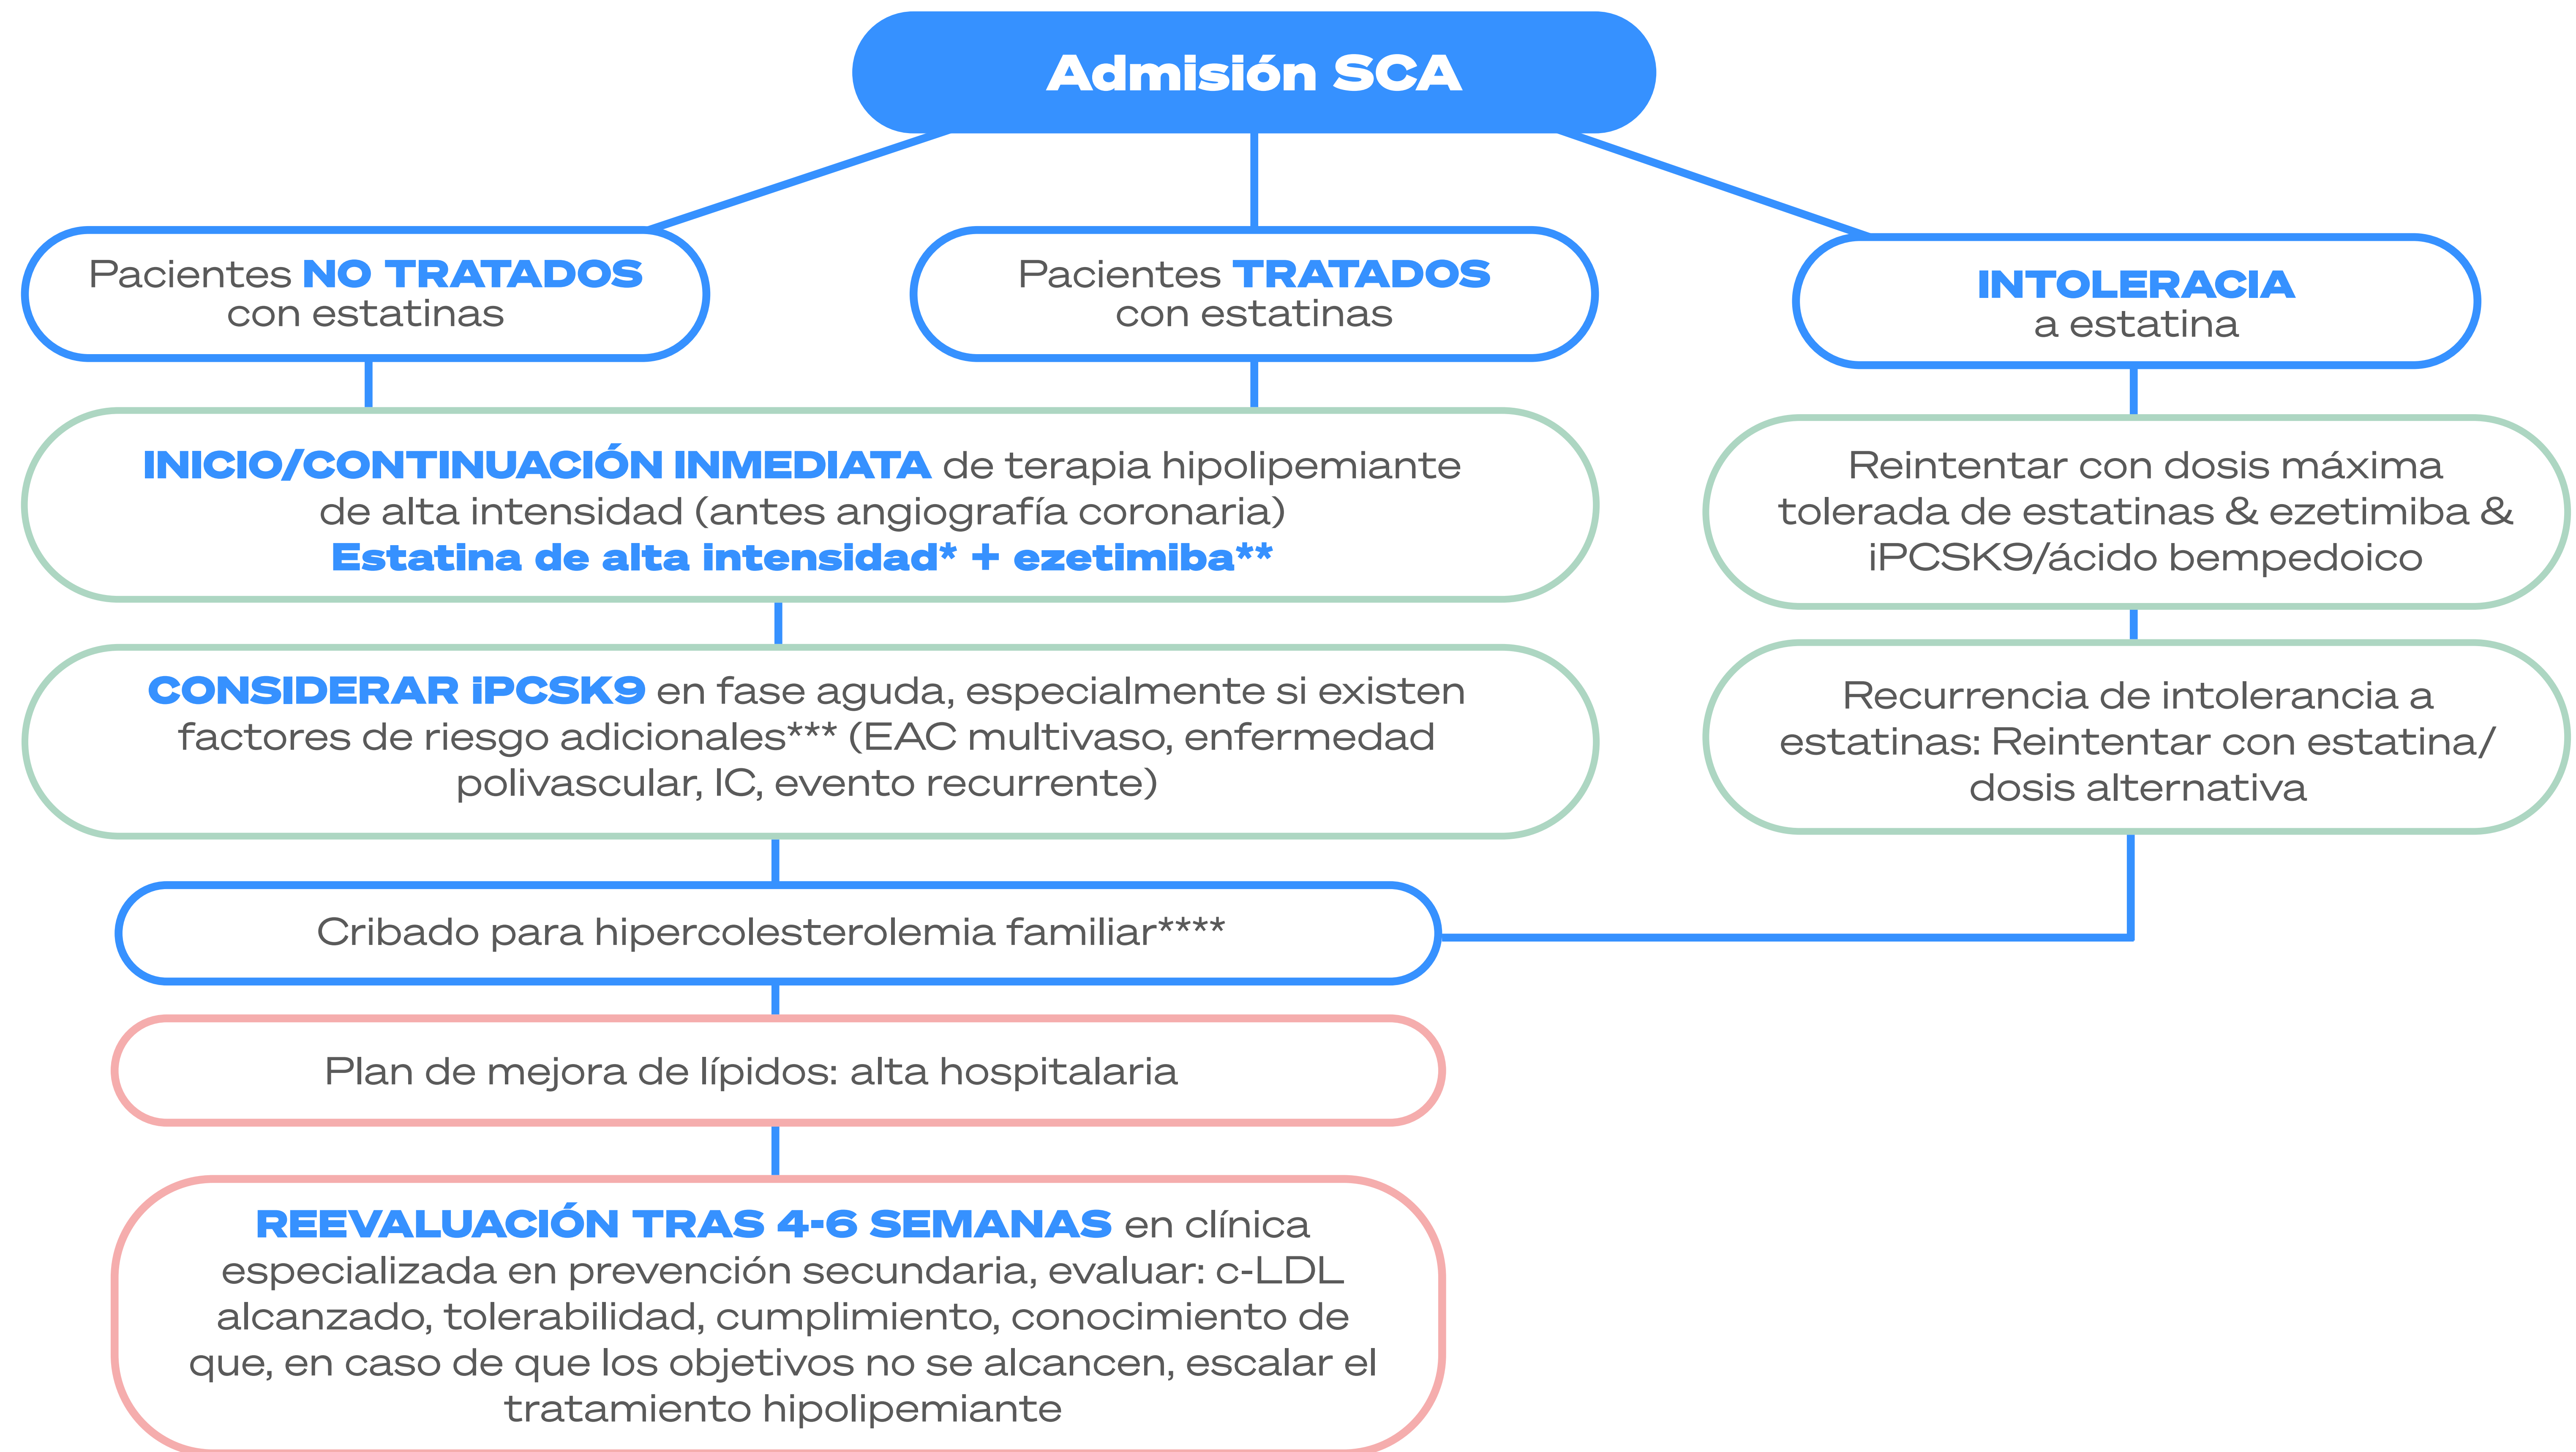 Admisión SCA
Pacientes NO TRATADOS
con estatinas
Pacientes TRATADOS
con estatinas
INTOLERACIA
a estatina
INICIO/CONTINUACIÓN INMEDIATA de terapia hipolipemiante
de alta intensidad (antes angiografía coronaria)
Estatina de alta intensidad* + ezetimiba**
Reintentar con dosis máxima
tolerada de estatinas & ezetimiba &
iPCSK9/ácido bempedoico
CONSIDERAR iPCSK9 en fase aguda, especialmente si existen
factores de riesgo adicionales*** (EAC multivaso, enfermedad
polivascular, IC, evento recurrente)
Recurrencia de intolerancia a
estatinas: Reintentar con estatina/
dosis alternativa
Cribado para hipercolesterolemia familiar****
Plan de mejora de lípidos: alta hospitalaria
REEVALUACIÓN TRAS 4-6 SEMANAS en clínica
especializada en prevención secundaria, evaluar: c-LDL
alcanzado, tolerabilidad, cumplimiento, conocimiento de
que, en caso de que los objetivos no se alcancen, escalar el
tratamiento hipolipemiante